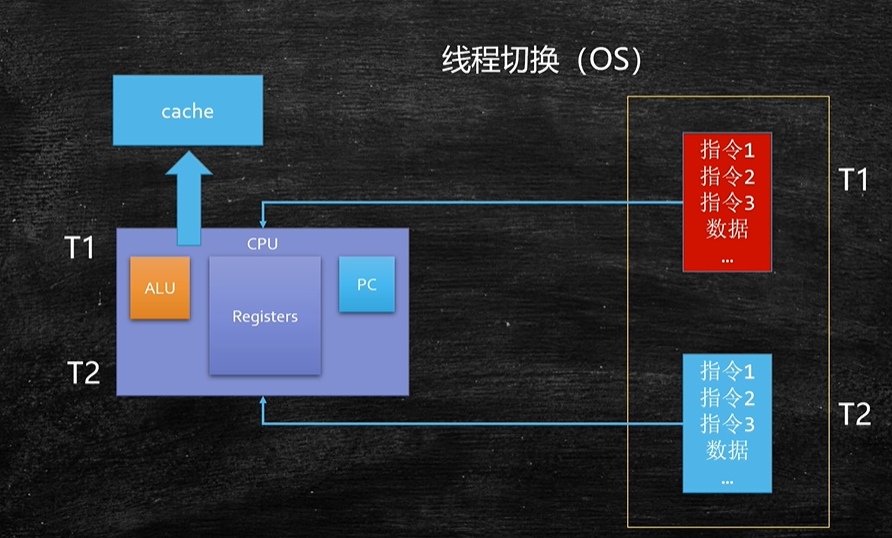 线程切换（OS）
cache
T1
CPU
ALU
Registers
PC
T2
指令1
指令2
指令3
数据
...
T1
指令1
指令2
指令3
数据
...
T2